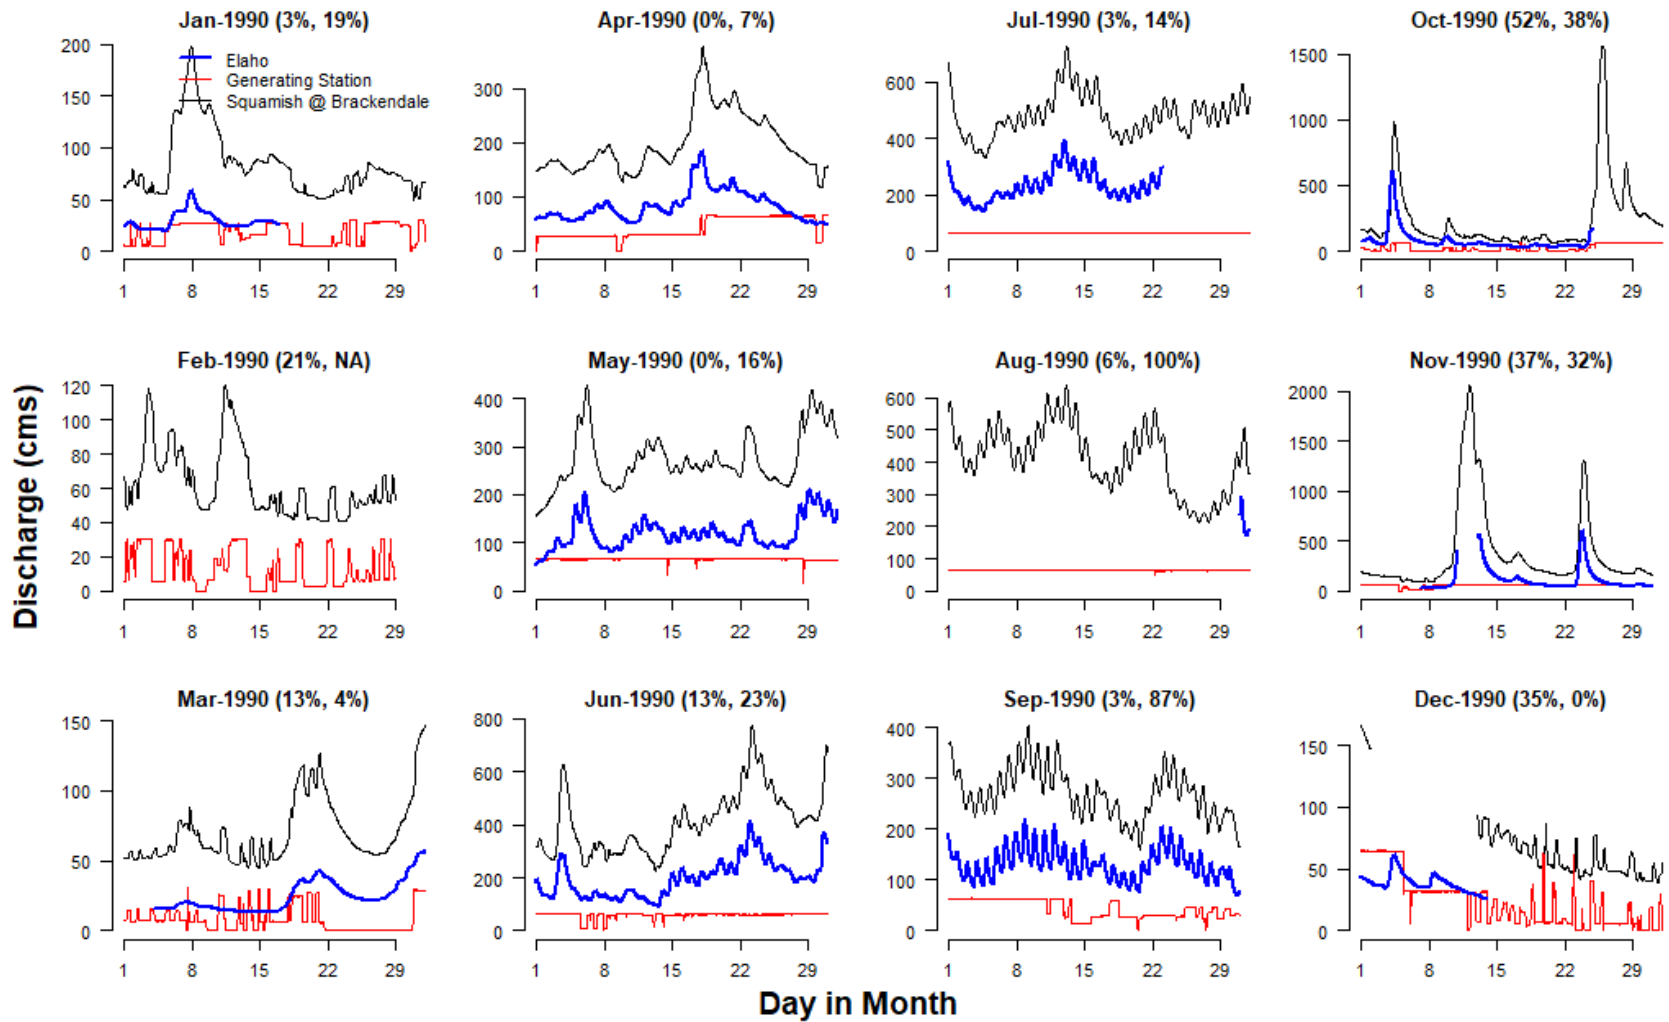 Jan-1990 (3%, 19%)
Apr-1990 (0%, 7%)
Jul-1990 (3%, 14%)
Oct-1990 (52%, 38%)
200
150
100
50
0
Elaho
Generating Station
Squamish @ Brackendale
1 8 15 22 29
300
200
100
0
1 8 15 22 29
600
400
200
0
1 8 15 22 29
1500
1000
500
0
1 8 15 22 29
Feb-1990 (21%, NA)
May-1990 (0%, 16%)
Aug-1990 (6%, 100%)
Nov-1990 (37%, 32%)
Discharge (cms)
120
100
80
60
40
20
0
1 8 15 22 29
400
300
200
100
0
1 8 15 22 29
600
500
400
300
200
100
0
1 8 15 22 29
2000
1500
1000
500
0
1 8 15 22 29
Mar-1990 (13%, 4%)
Jun-1990 (13%, 23%)
Sep-1990 (3%, 87%)
Dec-1990 (35%, 0%)
150
100
50
0
1 8 15 22 29
800
600
400
200
0
1 8 15 22 29
400
300
200
100
0
1 8 15 22 29
150
100
50
0
1 8 15 22 29
Day in Month